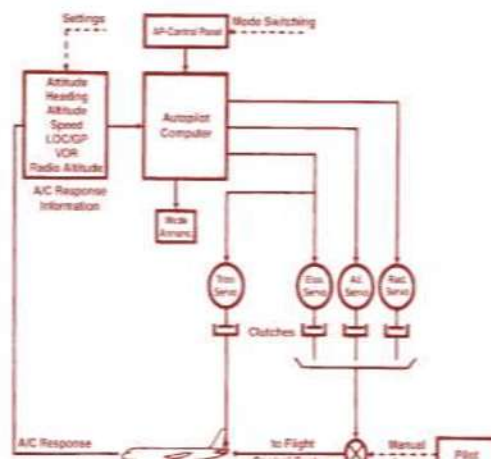 Settings
Mode Switching
AP-Control Panel
Attitude
Heading
Altitude
Speed
LOC/GP
VOR
Radio Altitude
A/C Response
Information
Autopilot
Computer
Mode
Annunc.
Trim
Servo
Elev.
Servo
Ail.
Servo
Rud.
Servo
Clutches
A/C Response
to Flight
Manual
Pilot